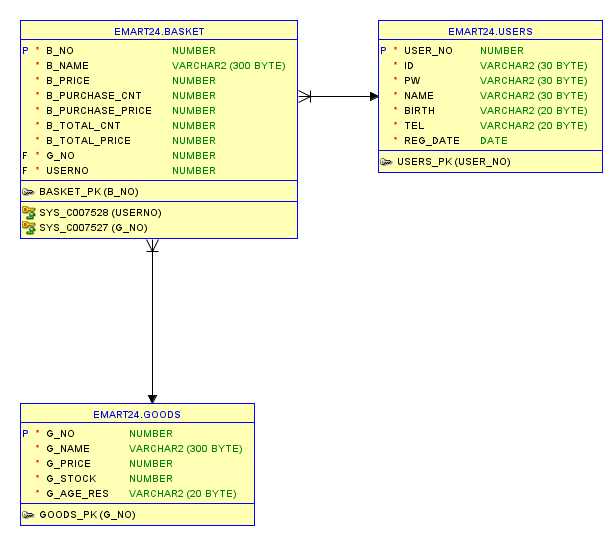 EMART24.BASKET
P * B_NO NUMBER
* B_NAME VARCHAR2 (300 BYTE)
* B_PRICE NUMBER
* B_PURCHASE_CNT NUMBER
* B_PURCHASE_PRICE NUMBER
* B_TOTAL_CNT NUMBER
* B_TOTAL_PRICE NUMBER
F * G_NO NUMBER
F * USERNO NUMBER
BASKET_PK (B_NO)
SYS_C007528 (USERNO)
SYS_C007527 (G_NO)
EMART24.USERS
P * USER_NO NUMBER
* ID VARCHAR2 (30 BYTE)
* PW VARCHAR2 (30 BYTE)
* NAME VARCHAR2 (30 BYTE)
* BIRTH VARCHAR2 (20 BYTE)
* TEL VARCHAR2 (20 BYTE)
* REG_DATE DATE
USERS_PK (USER_NO)
EMART24.GOODS
P * G_NO NUMBER
* G_NAME VARCHAR2 (300 BYTE)
* G_PRICE NUMBER
* G_STOCK NUMBER
* G_AGE_RES VARCHAR2 (20 BYTE)
GOODS_PK (G_NO)